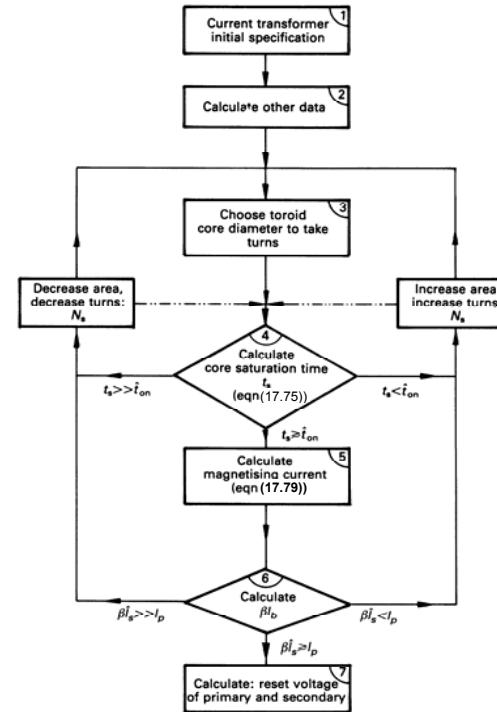 1
Current transformer
initial specification
2
Calculate other data
3
Choose toroid
core diameter to take
turns
Decrease area,
decrease turns:
Nₛ
Increase area
increase turns
Nₛ
4
Calculate
core saturation time
tₛ
(eqn(17.75))
tₛ>>t̂ₒₙ
tₛ<t̂ₒₙ
tₛ≥t̂ₒₙ
5
Calculate
magnetising current
(eqn(17.79))
6
Calculate
βI_b
βÎₛ>>Iₚ
βÎₛ<Iₚ
βÎₛ≥Iₚ
7
Calculate: reset voltage
of primary and secondary